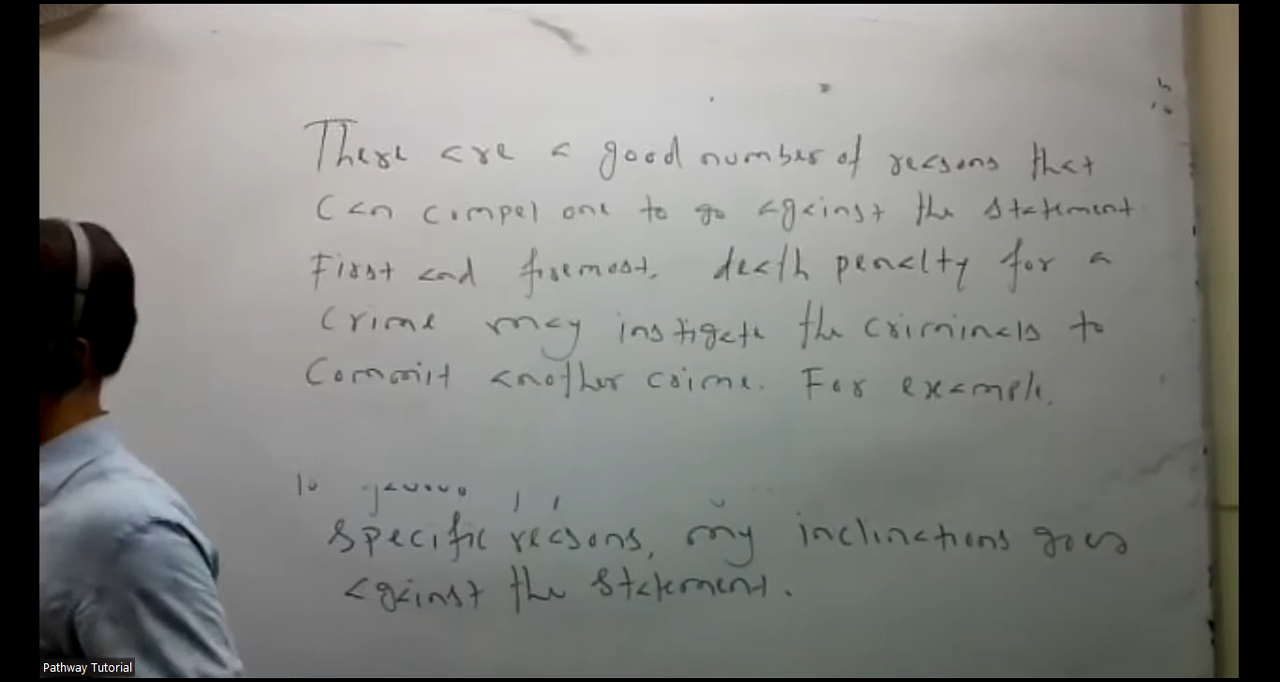 There are a good number of reasons that
can compel one to go against the statement
First and foremost, death penalty for a
crime may instigate the criminals to
Commit another crime. For example,
specific reasons, my inclinations goes
against the statement.
Pathway Tutorial